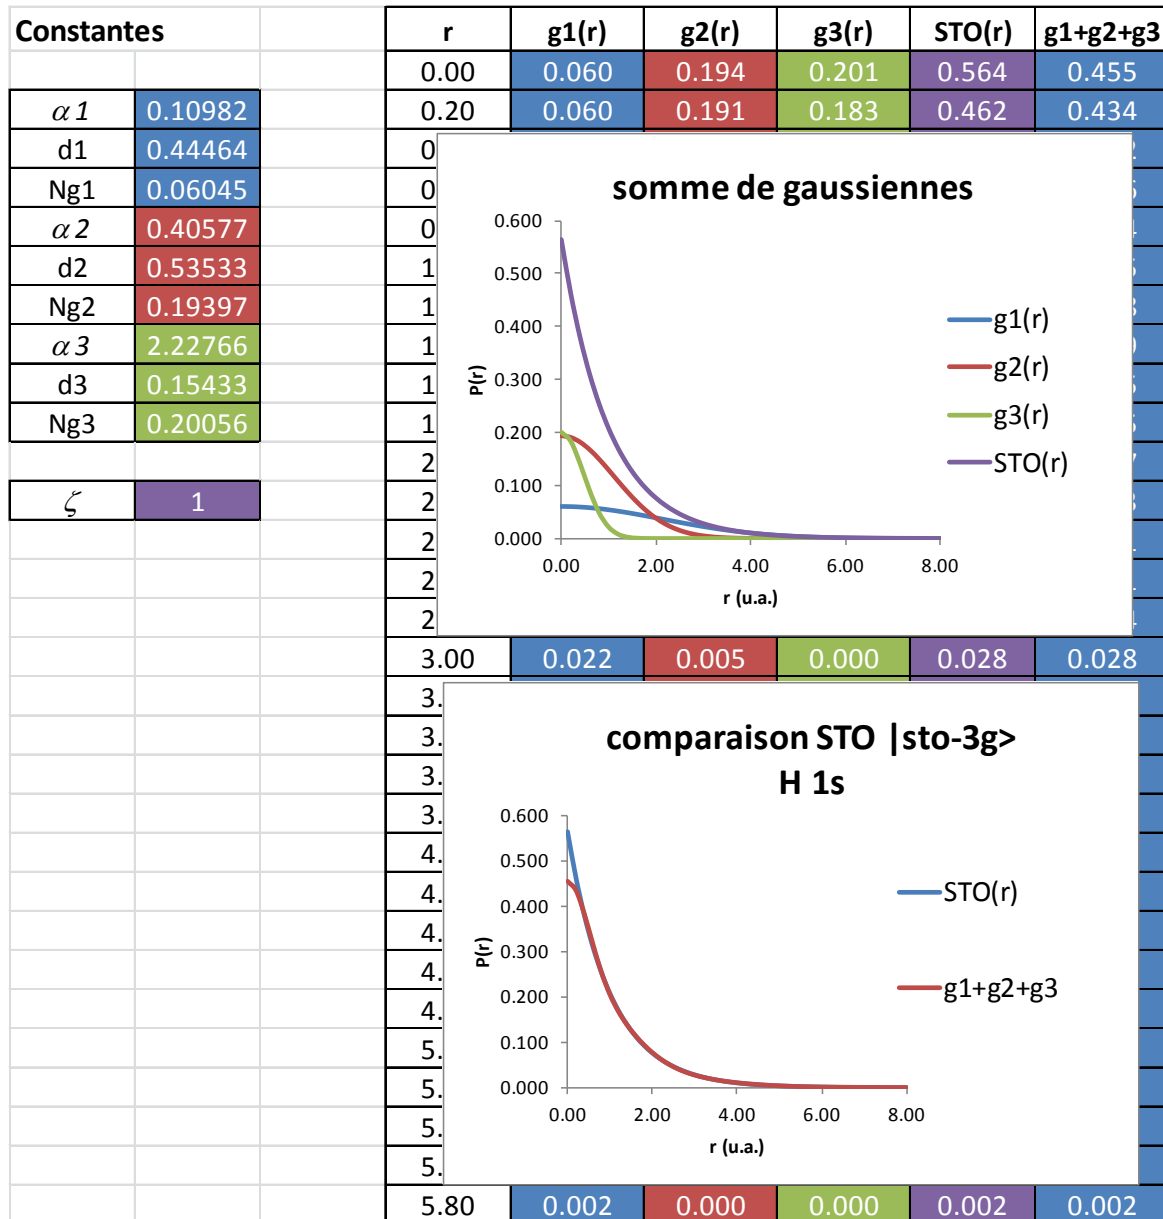 Constantes r g1(r) g2(r) g3(r) STO(r) g1+g2+g3
0.00 0.060 0.194 0.201 0.564 0.455
α1 0.10982 0.20 0.060 0.191 0.183 0.462 0.434
d1 0.44464
Ng1 0.06045
α2 0.40577
d2 0.53533
Ng2 0.19397
α3 2.22766
d3 0.15433
Ng3 0.20056
ζ 1
somme de gaussiennes
0.600
0.500
0.400
0.300
0.200
0.100
0.000
P(r)
0.00 2.00 4.00 6.00 8.00
r (u.a.)
g1(r)
g2(r)
g3(r)
STO(r)
3.00 0.022 0.005 0.000 0.028 0.028
comparaison STO |sto-3g>
H 1s
0.600
0.500
0.400
0.300
0.200
0.100
0.000
P(r)
0.00 2.00 4.00 6.00 8.00
r (u.a.)
STO(r)
g1+g2+g3
5.80 0.002 0.000 0.000 0.002 0.002